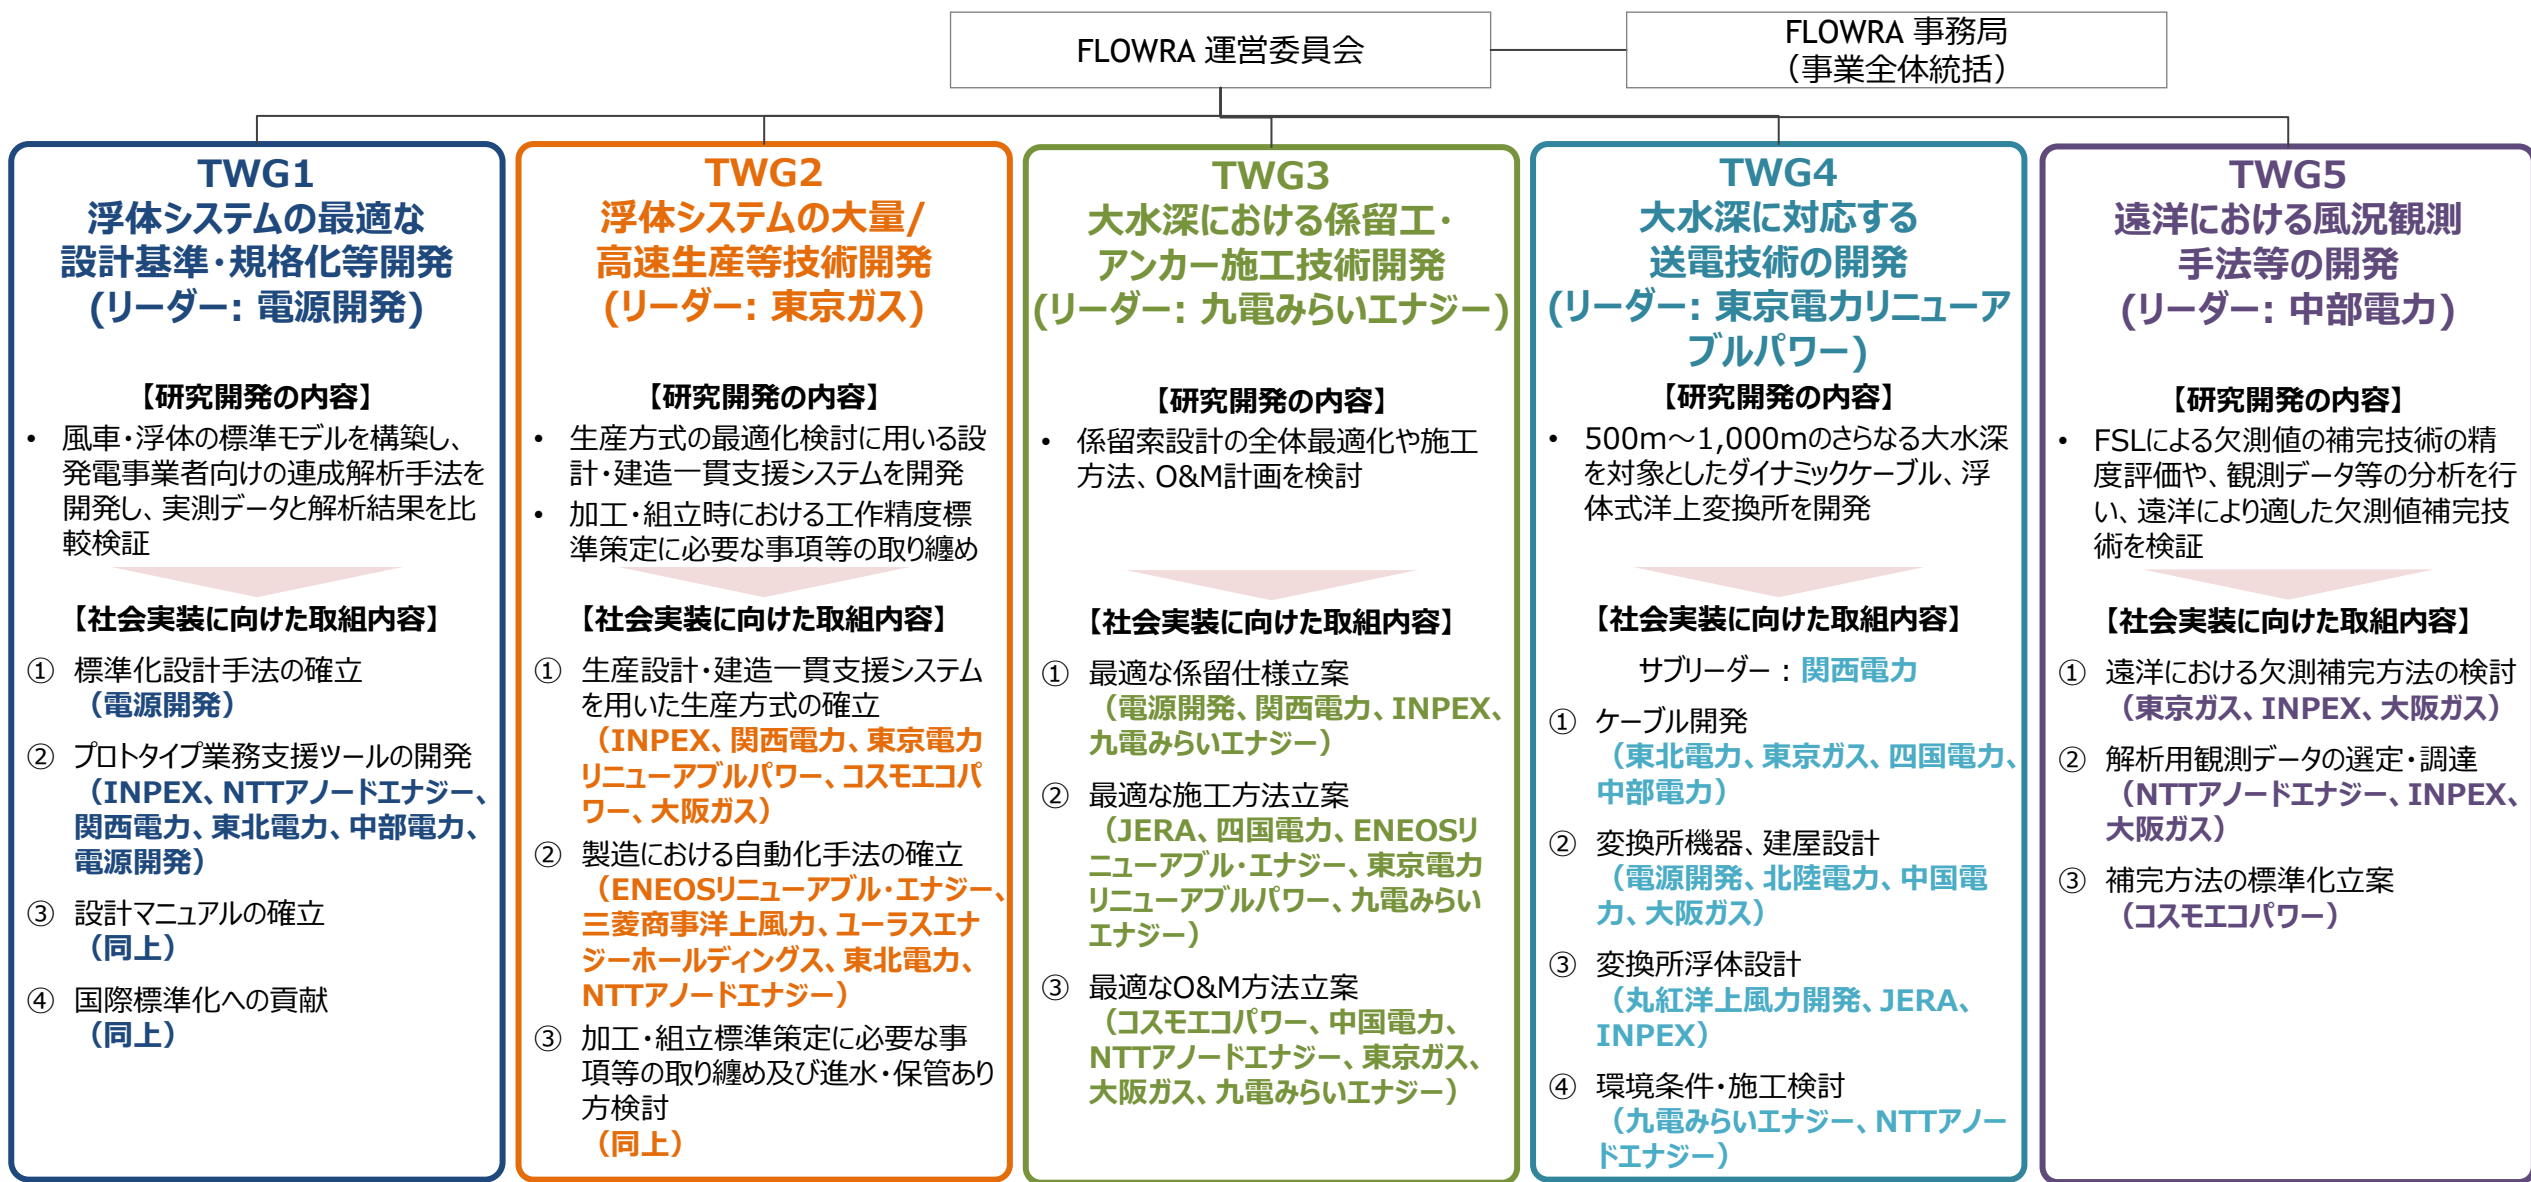 FLOWRA 運営委員会
FLOWRA 事務局
（事業全体統括）
TWG1
浮体システムの最適な
設計基準・規格化等開発
(リーダー: 電源開発)
【研究開発の内容】
• 風車・浮体の標準モデルを構築し、
発電事業者向けの連成解析手法を
開発し、実測データと解析結果を比
較検証
【社会実装に向けた取組内容】
① 標準化設計手法の確立
（電源開発）
② プロトタイプ業務支援ツールの開発
（INPEX、NTTアノードエナジー、
関西電力、東北電力、中部電力、
電源開発）
③ 設計マニュアルの確立
（同上）
④ 国際標準化への貢献
（同上）
TWG2
浮体システムの大量/
高速生産等技術開発
(リーダー: 東京ガス)
【研究開発の内容】
• 生産方式の最適化検討に用いる設
計・建造一貫支援システムを開発
• 加工・組立時における工作精度標
準策定に必要な事項等の取り纏め
【社会実装に向けた取組内容】
① 生産設計・建造一貫支援システム
を用いた生産方式の確立
（INPEX、関西電力、東京電力
リニューアブルパワー、コスモエコパ
ワー、大阪ガス）
② 製造における自動化手法の確立
（ENEOSリニューアブル・エナジー、
三菱商事洋上風力、ユーラスエナ
ジーホールディングス、東北電力、
NTTアノードエナジー）
③ 加工・組立標準策定に必要な事
項等の取り纏め及び進水・保管あり
方検討
（同上）
TWG3
大水深における係留工・
アンカー施工技術開発
(リーダー: 九電みらいエナジー)
【研究開発の内容】
• 係留索設計の全体最適化や施工
方法、O&M計画を検討
【社会実装に向けた取組内容】
① 最適な係留仕様立案
（電源開発、関西電力、INPEX、
九電みらいエナジー）
② 最適な施工方法立案
（JERA、四国電力、ENEOSリ
ニューアブル・エナジー、東京電力
リニューアブルパワー、九電みらい
エナジー）
③ 最適なO&M方法立案
（コスモエコパワー、中国電力、
NTTアノードエナジー、東京ガス、
大阪ガス、九電みらいエナジー）
TWG4
大水深に対応する
送電技術の開発
(リーダー: 東京電力リニューア
ブルパワー)
【研究開発の内容】
• 500m～1,000mのさらなる大水深
を対象としたダイナミックケーブル、浮
体式洋上変換所を開発
【社会実装に向けた取組内容】
サブリーダー：関西電力
① ケーブル開発
（東北電力、東京ガス、四国電力、
中部電力）
② 変換所機器、建屋設計
（電源開発、北陸電力、中国電
力、大阪ガス）
③ 変換所浮体設計
（丸紅洋上風力開発、JERA、
INPEX）
④ 環境条件・施工検討
（九電みらいエナジー、NTTアノー
ドエナジー）
TWG5
遠洋における風況観測
手法等の開発
(リーダー: 中部電力)
【研究開発の内容】
• FSLによる欠測値の補完技術の精
度評価や、観測データ等の分析を行
い、遠洋により適した欠測値補完技
術を検証
【社会実装に向けた取組内容】
① 遠洋における欠測補完方法の検討
（東京ガス、INPEX、大阪ガス）
② 解析用観測データの選定・調達
（NTTアノードエナジー、INPEX、
大阪ガス）
③ 補完方法の標準化立案
（コスモエコパワー）